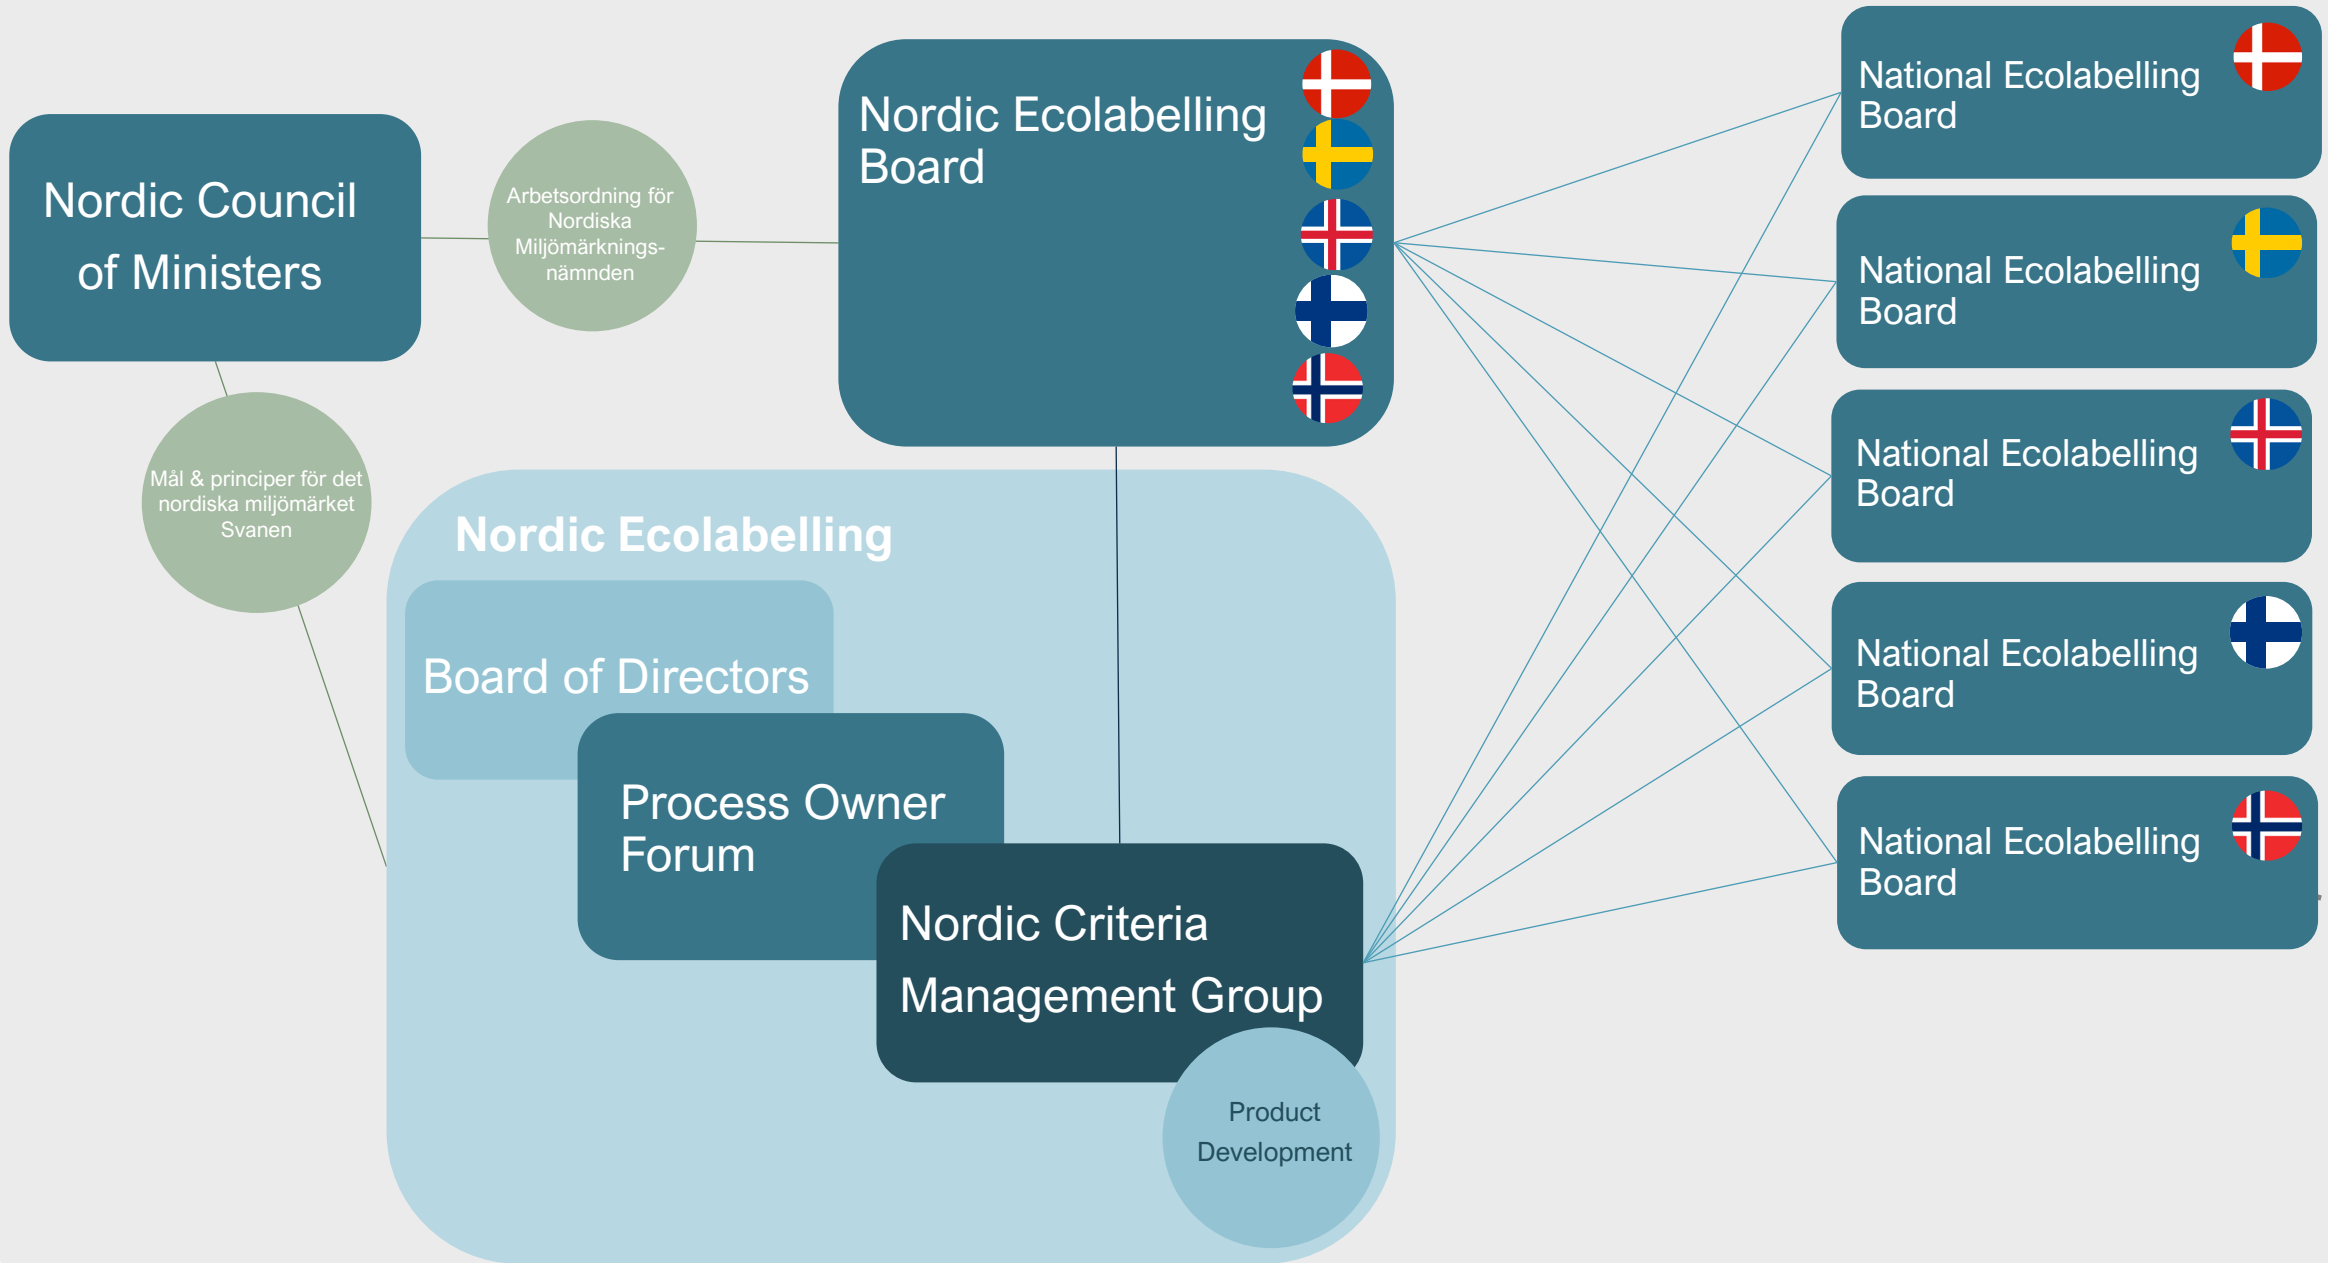 Nordic Council
of Ministers
Arbetsordning för
Nordiska
Miljömärknings-
nämnden
Nordic Ecolabelling
Board
Mål & principer för det
nordiska miljömärket
Svanen
Nordic Ecolabelling
Board of Directors
Process Owner
Forum
Nordic Criteria
Management Group
Product
Development
National Ecolabelling
Board
National Ecolabelling
Board
National Ecolabelling
Board
National Ecolabelling
Board
National Ecolabelling
Board